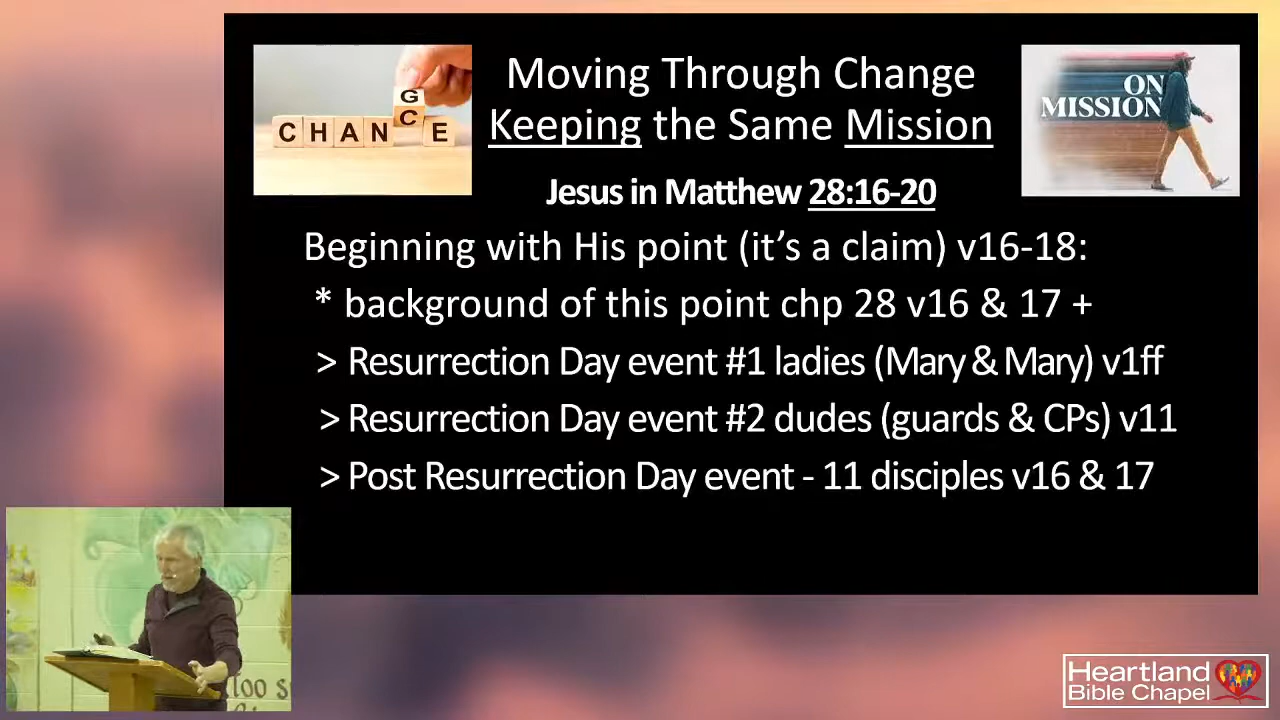 Moving Through Change
Keeping the Same Mission
CHAN G C E
ON
MISSION
Jesus in Matthew 28:16-20
Beginning with His point (it’s a claim) v16-18:
* background of this point chp 28 v16 & 17 +
> Resurrection Day event #1 ladies (Mary & Mary) v1ff
> Resurrection Day event #2 dudes (guards & CPs) v11
> Post Resurrection Day event - 11 disciples v16 & 17
Too s
Heartland
Bible Chapel